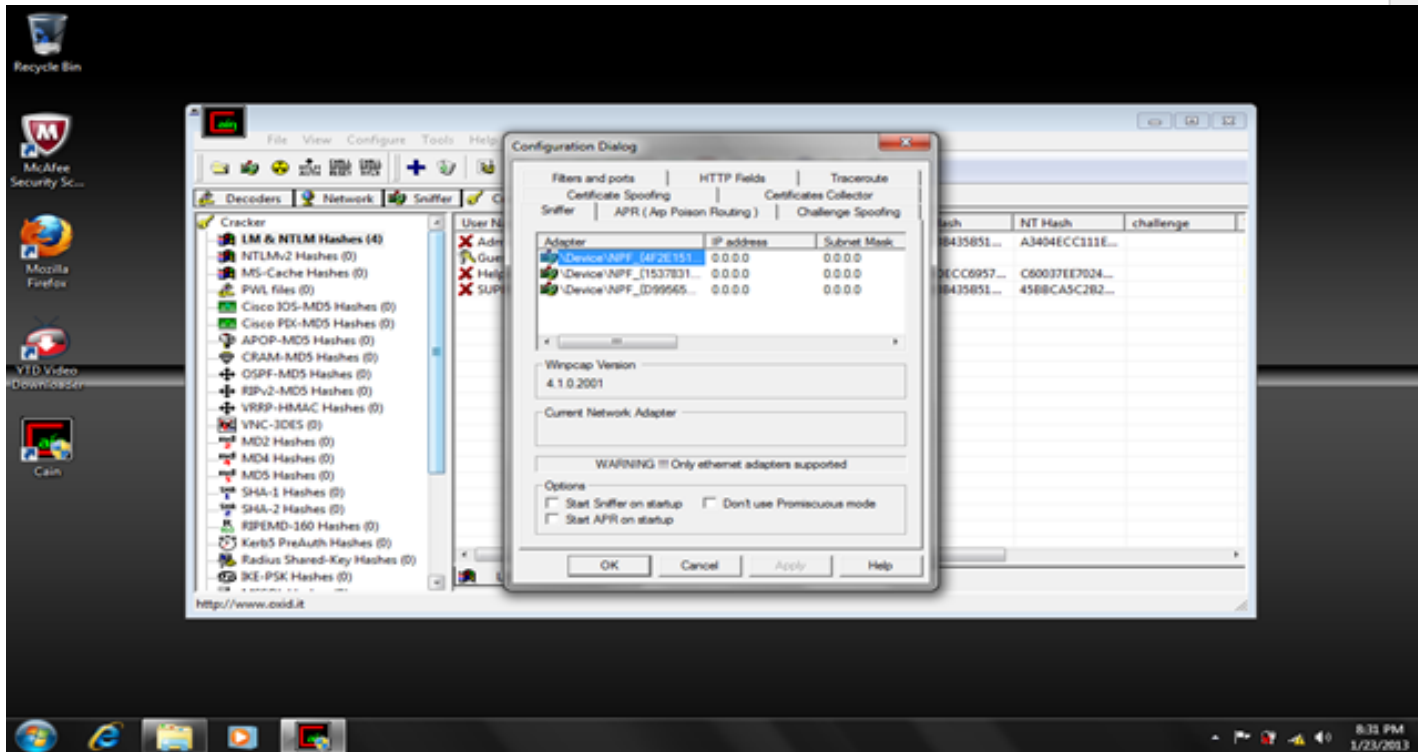 Recycle Bin
McAfee
Security Sc...
Mozilla
Firefox
YTD Video
Downloader
Cain
Cain
File View Configure Tools Help
Decoders Network Sniffer
Cracker
LM & NTLM Hashes (4)
NTLMv2 Hashes (0)
MS-Cache Hashes (0)
PWL files (0)
Cisco IOS-MD5 Hashes (0)
Cisco PIX-MD5 Hashes (0)
APOP-MD5 Hashes (0)
CRAM-MD5 Hashes (0)
OSPF-MD5 Hashes (0)
RIPv2-MD5 Hashes (0)
VRRP-HMAC Hashes (0)
VNC-3DES (0)
MD2 Hashes (0)
MD4 Hashes (0)
MD5 Hashes (0)
SHA-1 Hashes (0)
SHA-2 Hashes (0)
RIPEMD-160 Hashes (0)
Kerb5 PreAuth Hashes (0)
Radius Shared-Key Hashes (0)
IKE-PSK Hashes (0)
http://www.oxid.it
User N
Adm
Gue
Help
SUP
Configuration Dialog
Filters and ports HTTP Fields Traceroute
Certificate Spoofing Certificates Collector
Sniffer APR ( Arp Poison Routing ) Challenge Spoofing
Adapter IP address Subnet Mask
\Device\NPF_{4F2E151... 0.0.0.0 0.0.0.0
\Device\NPF_{1537831... 0.0.0.0 0.0.0.0
\Device\NPF_{D99565... 0.0.0.0 0.0.0.0
Winpcap Version
4.1.0.2001
Current Network Adapter
WARNING !!! Only ethernet adapters supported
Options
Start Sniffer on startup Don't use Promiscuous mode
Start APR on startup
OK Cancel Apply Help
ash NT Hash challenge
B435B51... A3404ECC111E...
ECC6957... C60037EE7024...
B435B51... 45BBCA5C2B2...
8:31 PM
1/23/2013